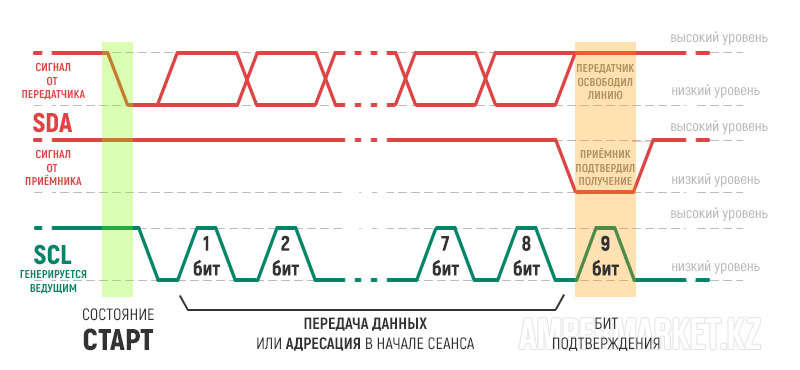 высокий уровень
СИГНАЛ
ОТ
ПЕРЕДАТЧИКА
ПЕРЕДАТЧИК
ОСВОБОДИЛ
ЛИНИЮ
низкий уровень
SDA
высокий уровень
СИГНАЛ
ОТ
ПРИЁМНИКА
ПРИЁМНИК
ПОДТВЕРДИЛ
ПОЛУЧЕНИЕ
низкий уровень
высокий уровень
SCL
ГЕНЕРИРУЕТСЯ
ВЕДУЩИМ
1
бит
2
бит
7
бит
8
бит
9
бит
низкий уровень
СОСТОЯНИЕ
СТАРТ
ПЕРЕДАЧА ДАННЫХ
ИЛИ АДРЕСАЦИЯ В НАЧАЛЕ СЕАНСА
БИТ
ПОДТВЕРЖДЕНИЯ
AMPERMARKET.KZ